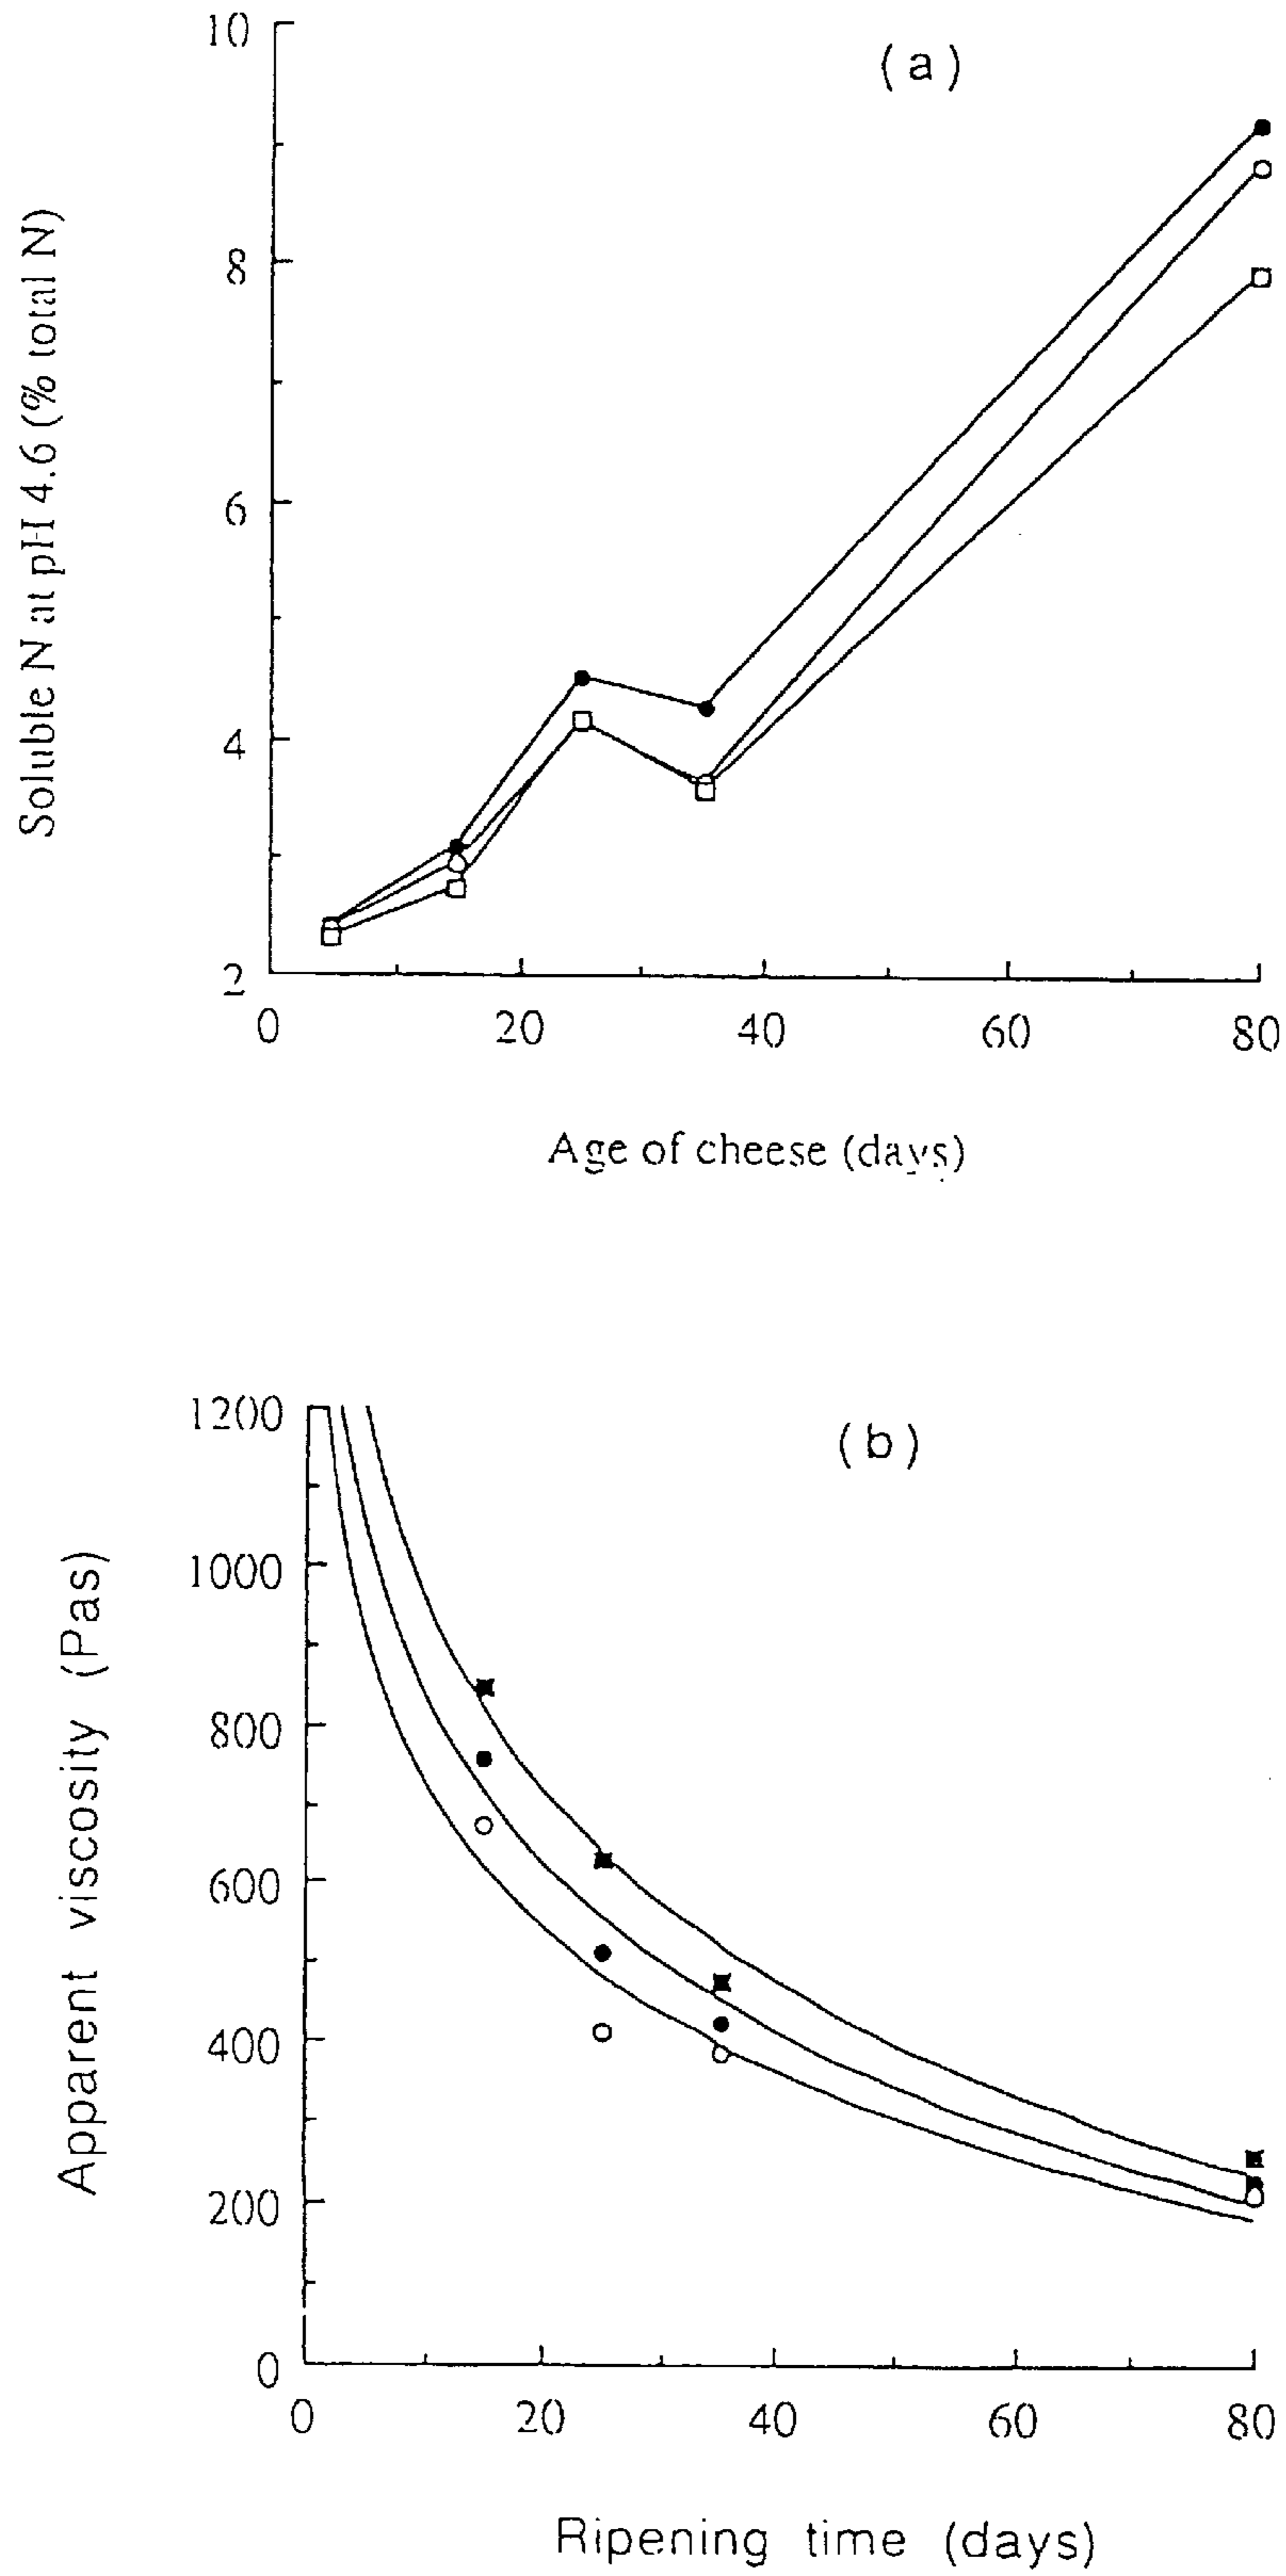 (a)
Soluble N at pH 4.6 (% total N)
10
8
6
4
2
0 20 40 60 80
Age of cheese (days)
(b)
Apparent viscosity (Pas)
1200
1000
800
600
400
200
0
0 20 40 60 80
Ripening time (days)